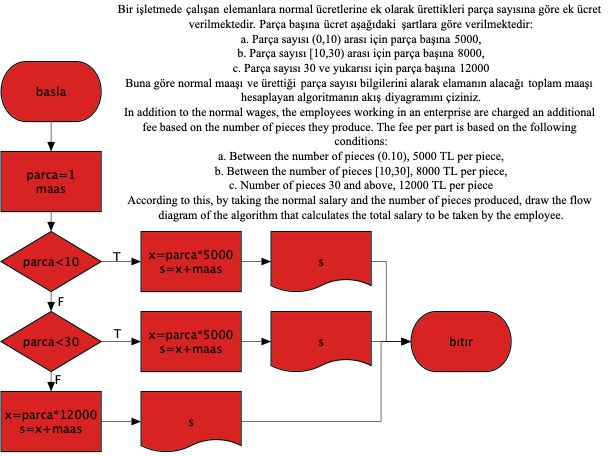 Bir işletmede çalışan elemanlara normal ücretlerine ek olarak ürettikleri parça sayısına göre ek ücret
verilmektedir. Parça başına ücret aşağıdaki şartlara göre verilmektedir:
a. Parça sayısı (0,10) arası için parça başına 5000,
b. Parça sayısı [10,30) arası için parça başına 8000,
c. Parça sayısı 30 ve yukarısı için parça başına 12000
Buna göre normal maaşı ve ürettiği parça sayısı bilgilerini alarak elamanın alacağı toplam maaşı
hesaplayan algoritmanın akış diyagramını çiziniz.
In addition to the normal wages, the employees working in an enterprise are charged an additional
fee based on the number of pieces they produce. The fee per part is based on the following
conditions:
a. Between the number of pieces (0.10), 5000 TL per piece,
b. Between the number of pieces [10,30], 8000 TL per piece,
c. Number of pieces 30 and above, 12000 TL per piece
According to this, by taking the normal salary and the number of pieces produced, draw the flow
diagram of the algorithm that calculates the total salary to be taken by the employee.
basla
parca=1
maas
parca<10
T
x=parca*5000
s=x+maas
s
F
parca<30
T
x=parca*5000
s=x+maas
s
bıtır
F
x=parca*12000
s=x+maas
s